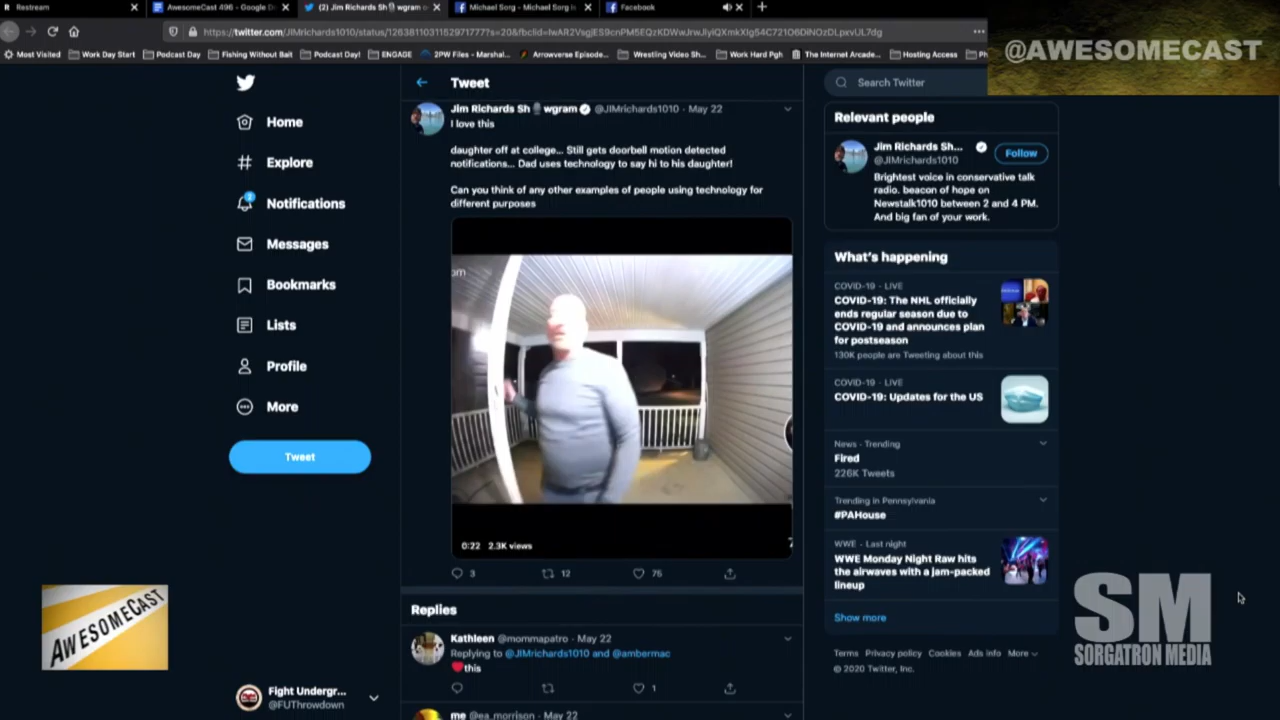 Restream
AwesomeCast 496 - Google D
(2) Jim Richards Sh wgram
Michael Sorg - Michael Sorg is
Facebook
Most Visited
Work Day Start
Podcast Day
Fishing Without Bait
Podcast Day!
ENGAGE
2PW Files - Marshal...
Arrowverse Episode...
Wrestling Video Sh...
Work Hard Pgh
The Internet Arcade...
Hosting Access
@AWESOMECAST
Home
Explore
2
Notifications
Messages
Bookmarks
Lists
Profile
More
Tweet
Fight Undergr...
@FUThrowdown
AWESOMECAST
Tweet
Jim Richards Sh wgram @JIMrichards1010 · May 22
I love this
daughter off at college... Still gets doorbell motion detected
notifications... Dad uses technology to say hi to his daughter!
Can you think of any other examples of people using technology for
different purposes
om
0:22 2.3K views
3
12
75
Replies
Kathleen @mommapatro · May 22
Replying to @JIMrichards1010 and @ambermac
this
1
me @ea_morrison · May 22
Search Twitter
Relevant people
Jim Richards Sh...
@JIMrichards1010
Follow
Brightest voice in conservative talk
radio. beacon of hope on
Newstalk1010 between 2 and 4 PM.
And big fan of your work.
What's happening
COVID-19 · LIVE
COVID-19: The NHL officially
ends regular season due to
COVID-19 and announces plan
for postseason
130K people are Tweeting about this
COVID-19 · LIVE
COVID-19: Updates for the US
News · Trending
Fired
226K Tweets
Trending in Pennsylvania
#PAHouse
WWE · Last night
WWE Monday Night Raw hits
the airwaves with a jam-packed
lineup
Show more
Terms Privacy policy Cookies Ads info More
© 2020 Twitter, Inc.
SM
SORGATRON MEDIA